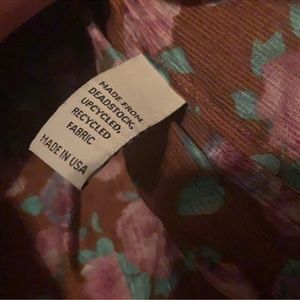 MADE FROM
DEADSTOCK,
UPCYCLED,
RECYCLED
FABRIC
MADE IN USA